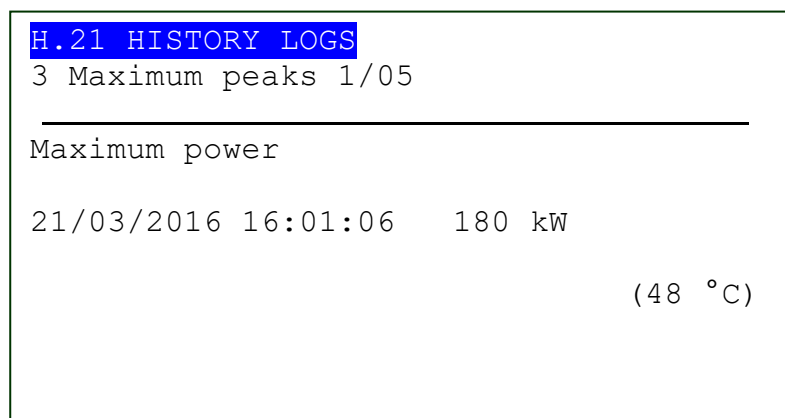 H.21 HISTORY LOGS
3 Maximum peaks 1/05
Maximum power
21/03/2016 16:01:06 180 kW
(48 °C)